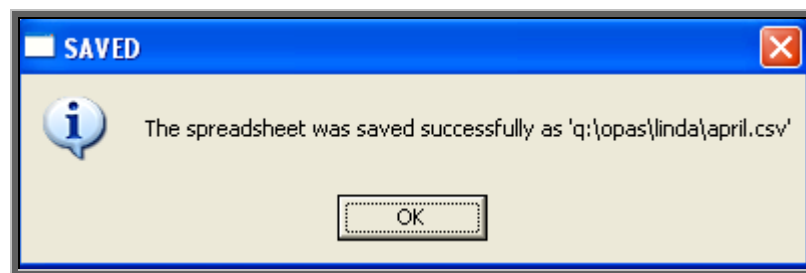 SAVED
The spreadsheet was saved successfully as 'q:\opas\linda\april.csv'
OK